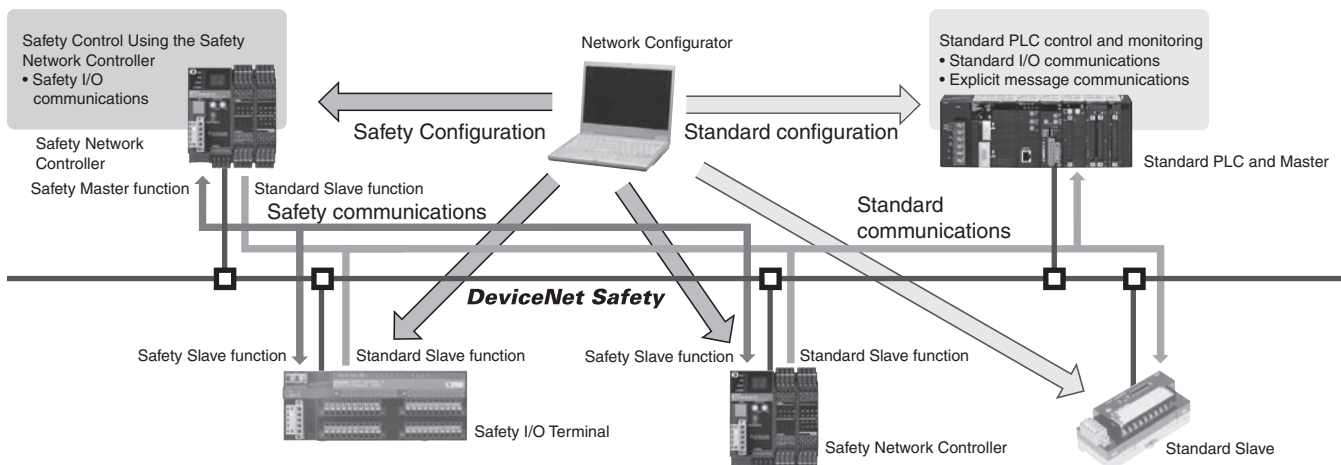 Safety Control Using the Safety
Network Controller
• Safety I/O
communications
Network Configurator
Standard PLC control and monitoring
• Standard I/O communications
• Explicit message communications
Safety Configuration
Standard configuration
Safety Network
Controller
Standard PLC and Master
Safety Master function
Standard Slave function
Safety communications
Standard
communications
DeviceNet Safety
Safety Slave function
Standard Slave function
Safety Slave function
Standard Slave function
Safety I/O Terminal
Safety Network Controller
Standard Slave